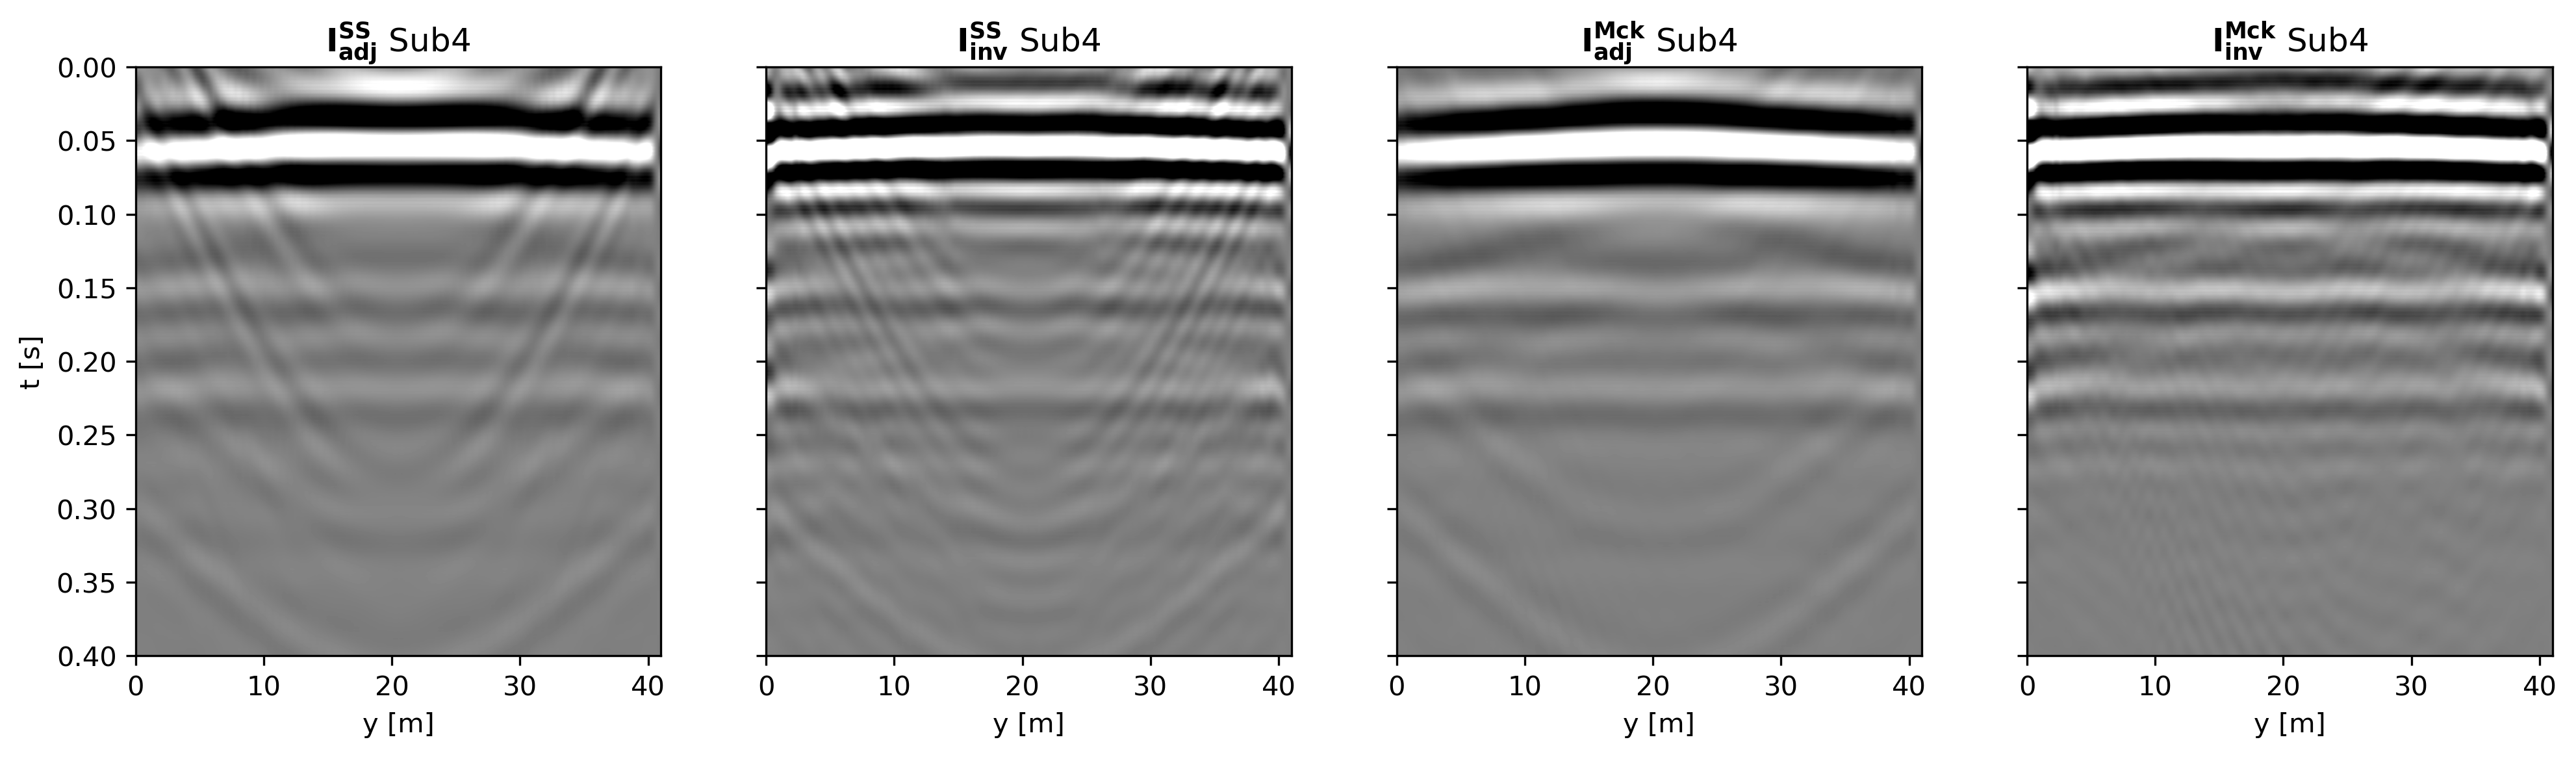 I^SS_adj Sub4
I^SS_inv Sub4
I^Mck_adj Sub4
I^Mck_inv Sub4
0.00
0.05
0.10
0.15
0.20
0.25
0.30
0.35
0.40
t [s]
0 10 20 30 40
0 10 20 30 40
0 10 20 30 40
0 10 20 30 40
y [m]
y [m]
y [m]
y [m]